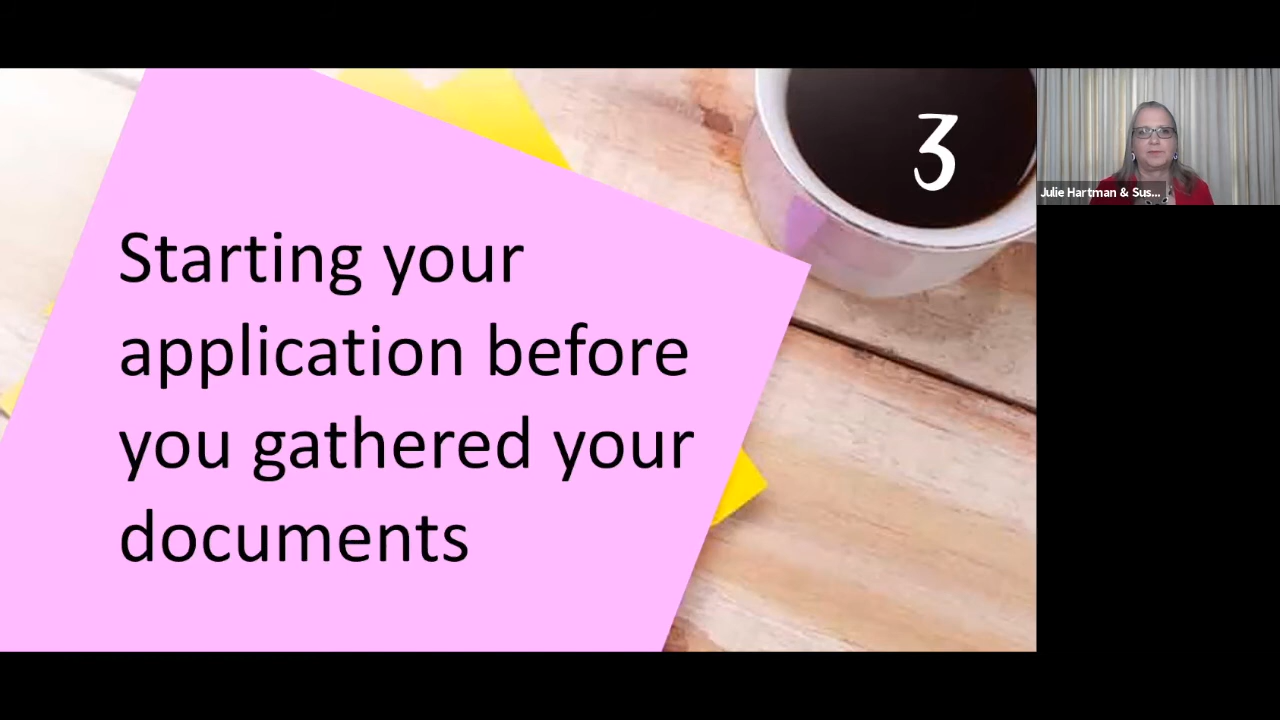 3
Starting your
application before
you gathered your
documents
Julie Hartman & Sus...